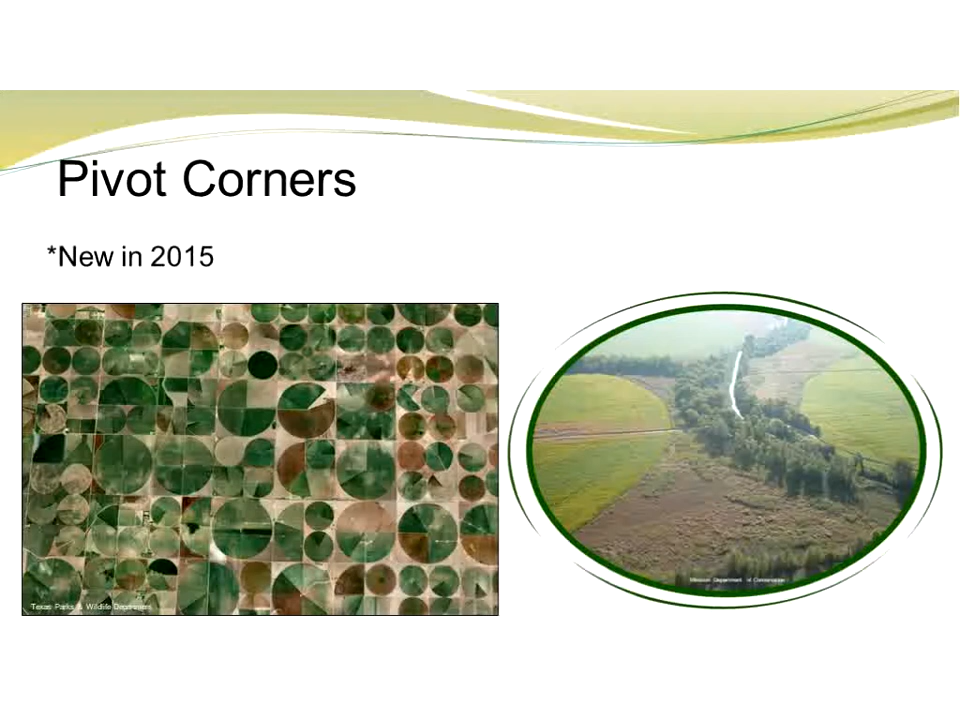 Pivot Corners
*New in 2015
Texas Parks & Wildlife Department
Missouri Department of Conservation